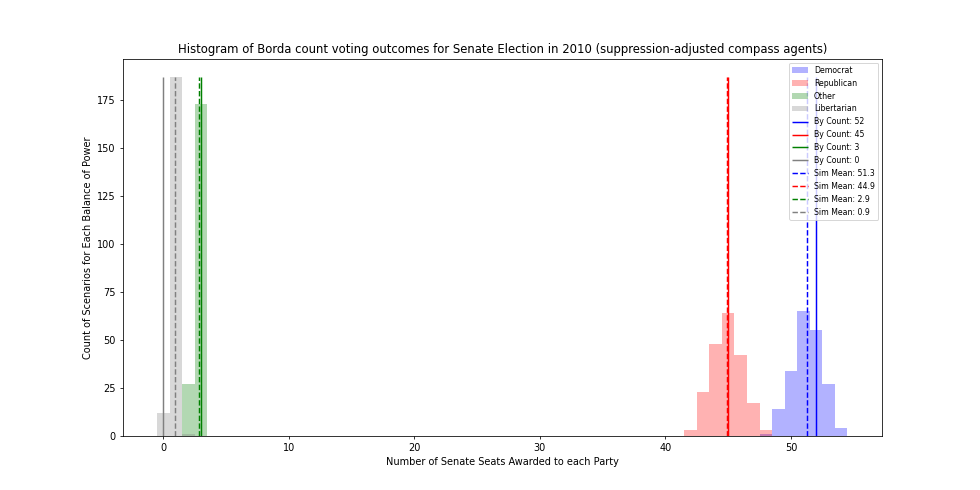 Histogram of Borda count voting outcomes for Senate Election in 2010 (suppression-adjusted compass agents)
Count of Scenarios for Each Balance of Power
175
150
125
100
75
50
25
0
Democrat
Republican
Other
Libertarian
By Count: 52
By Count: 45
By Count: 3
By Count: 0
Sim Mean: 51.3
Sim Mean: 44.9
Sim Mean: 2.9
Sim Mean: 0.9
0 10 20 30 40 50
Number of Senate Seats Awarded to each Party